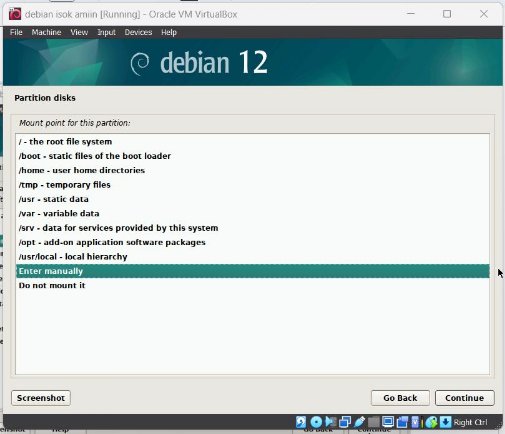 debian isok amiin [Running] - Oracle VM VirtualBox
File Machine View Input Devices Help
debian 12
Partition disks
Mount point for this partition:
/ - the root file system
/boot - static files of the boot loader
/home - user home directories
/tmp - temporary files
/usr - static data
/var - variable data
/srv - data for services provided by this system
/opt - add-on application software packages
/usr/local - local hierarchy
Enter manually
Do not mount it
Screenshot Go Back Continue
Right Ctrl